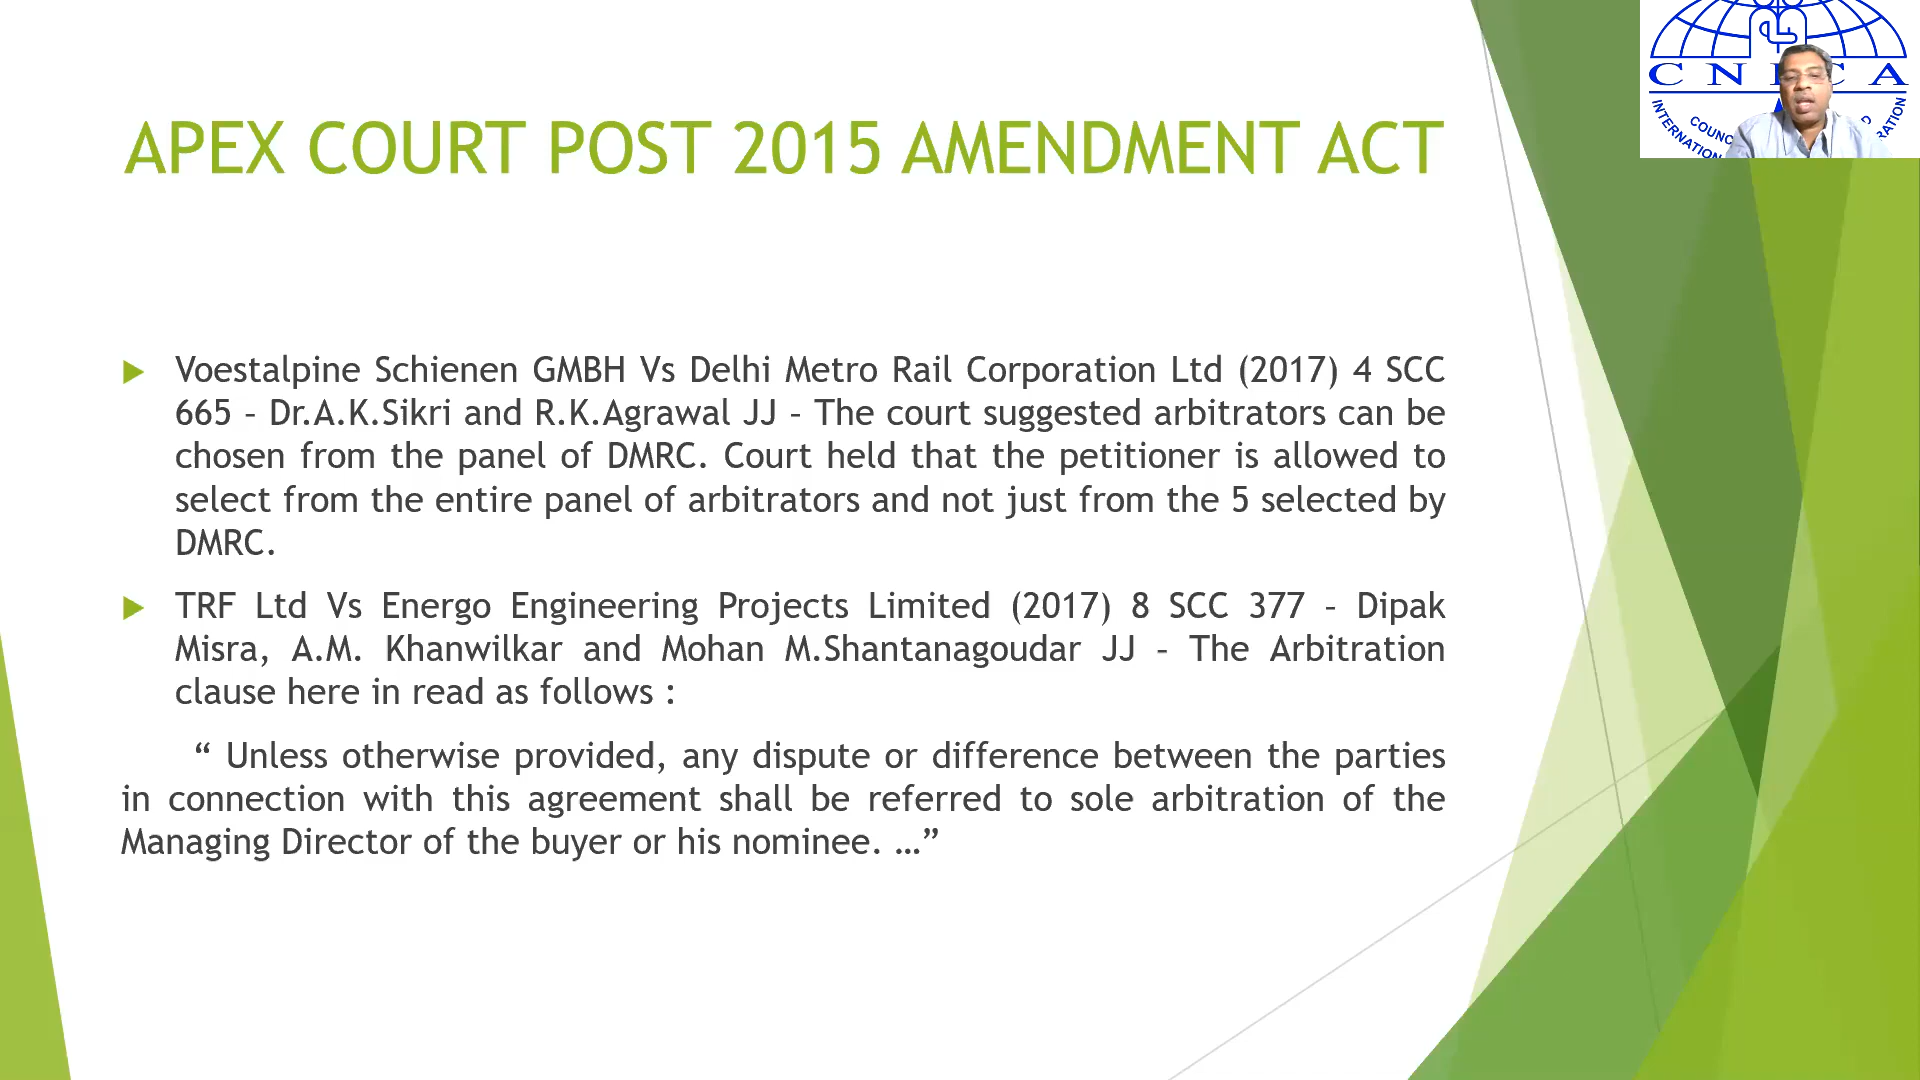 APEX COURT POST 2015 AMENDMENT ACT
Voestalpine Schienen GMBH Vs Delhi Metro Rail Corporation Ltd (2017) 4 SCC
665 – Dr.A.K.Sikri and R.K.Agrawal JJ – The court suggested arbitrators can be
chosen from the panel of DMRC. Court held that the petitioner is allowed to
select from the entire panel of arbitrators and not just from the 5 selected by
DMRC.
TRF Ltd Vs Energo Engineering Projects Limited (2017) 8 SCC 377 – Dipak
Misra, A.M. Khanwilkar and Mohan M.Shantanagoudar JJ – The Arbitration
clause here in read as follows :
“ Unless otherwise provided, any dispute or difference between the parties
in connection with this agreement shall be referred to sole arbitration of the
Managing Director of the buyer or his nominee. …”
C N C A